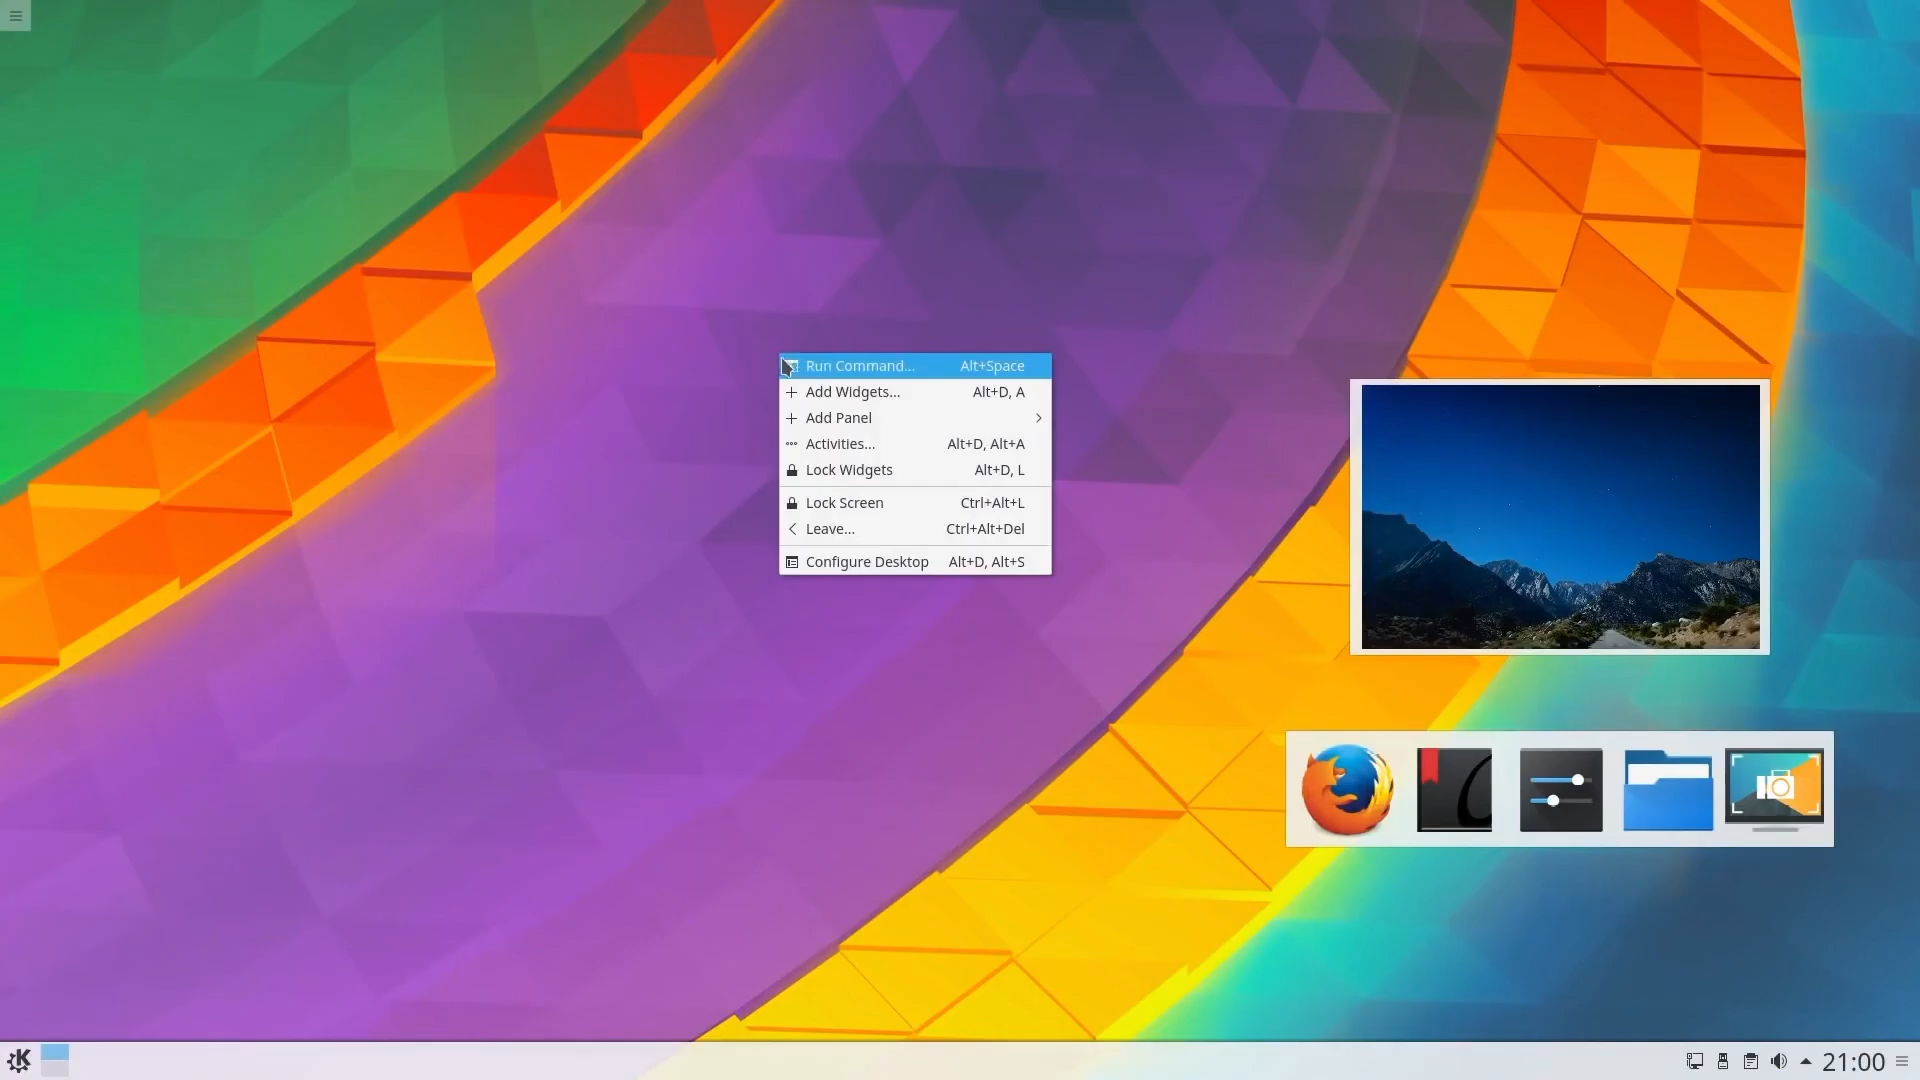 Run Command... Alt+Space
Add Widgets... Alt+D, A
Add Panel
Activities... Alt+D, Alt+A
Lock Widgets Alt+D, L
Lock Screen Ctrl+Alt+L
Leave... Ctrl+Alt+Del
Configure Desktop Alt+D, Alt+S
21:00